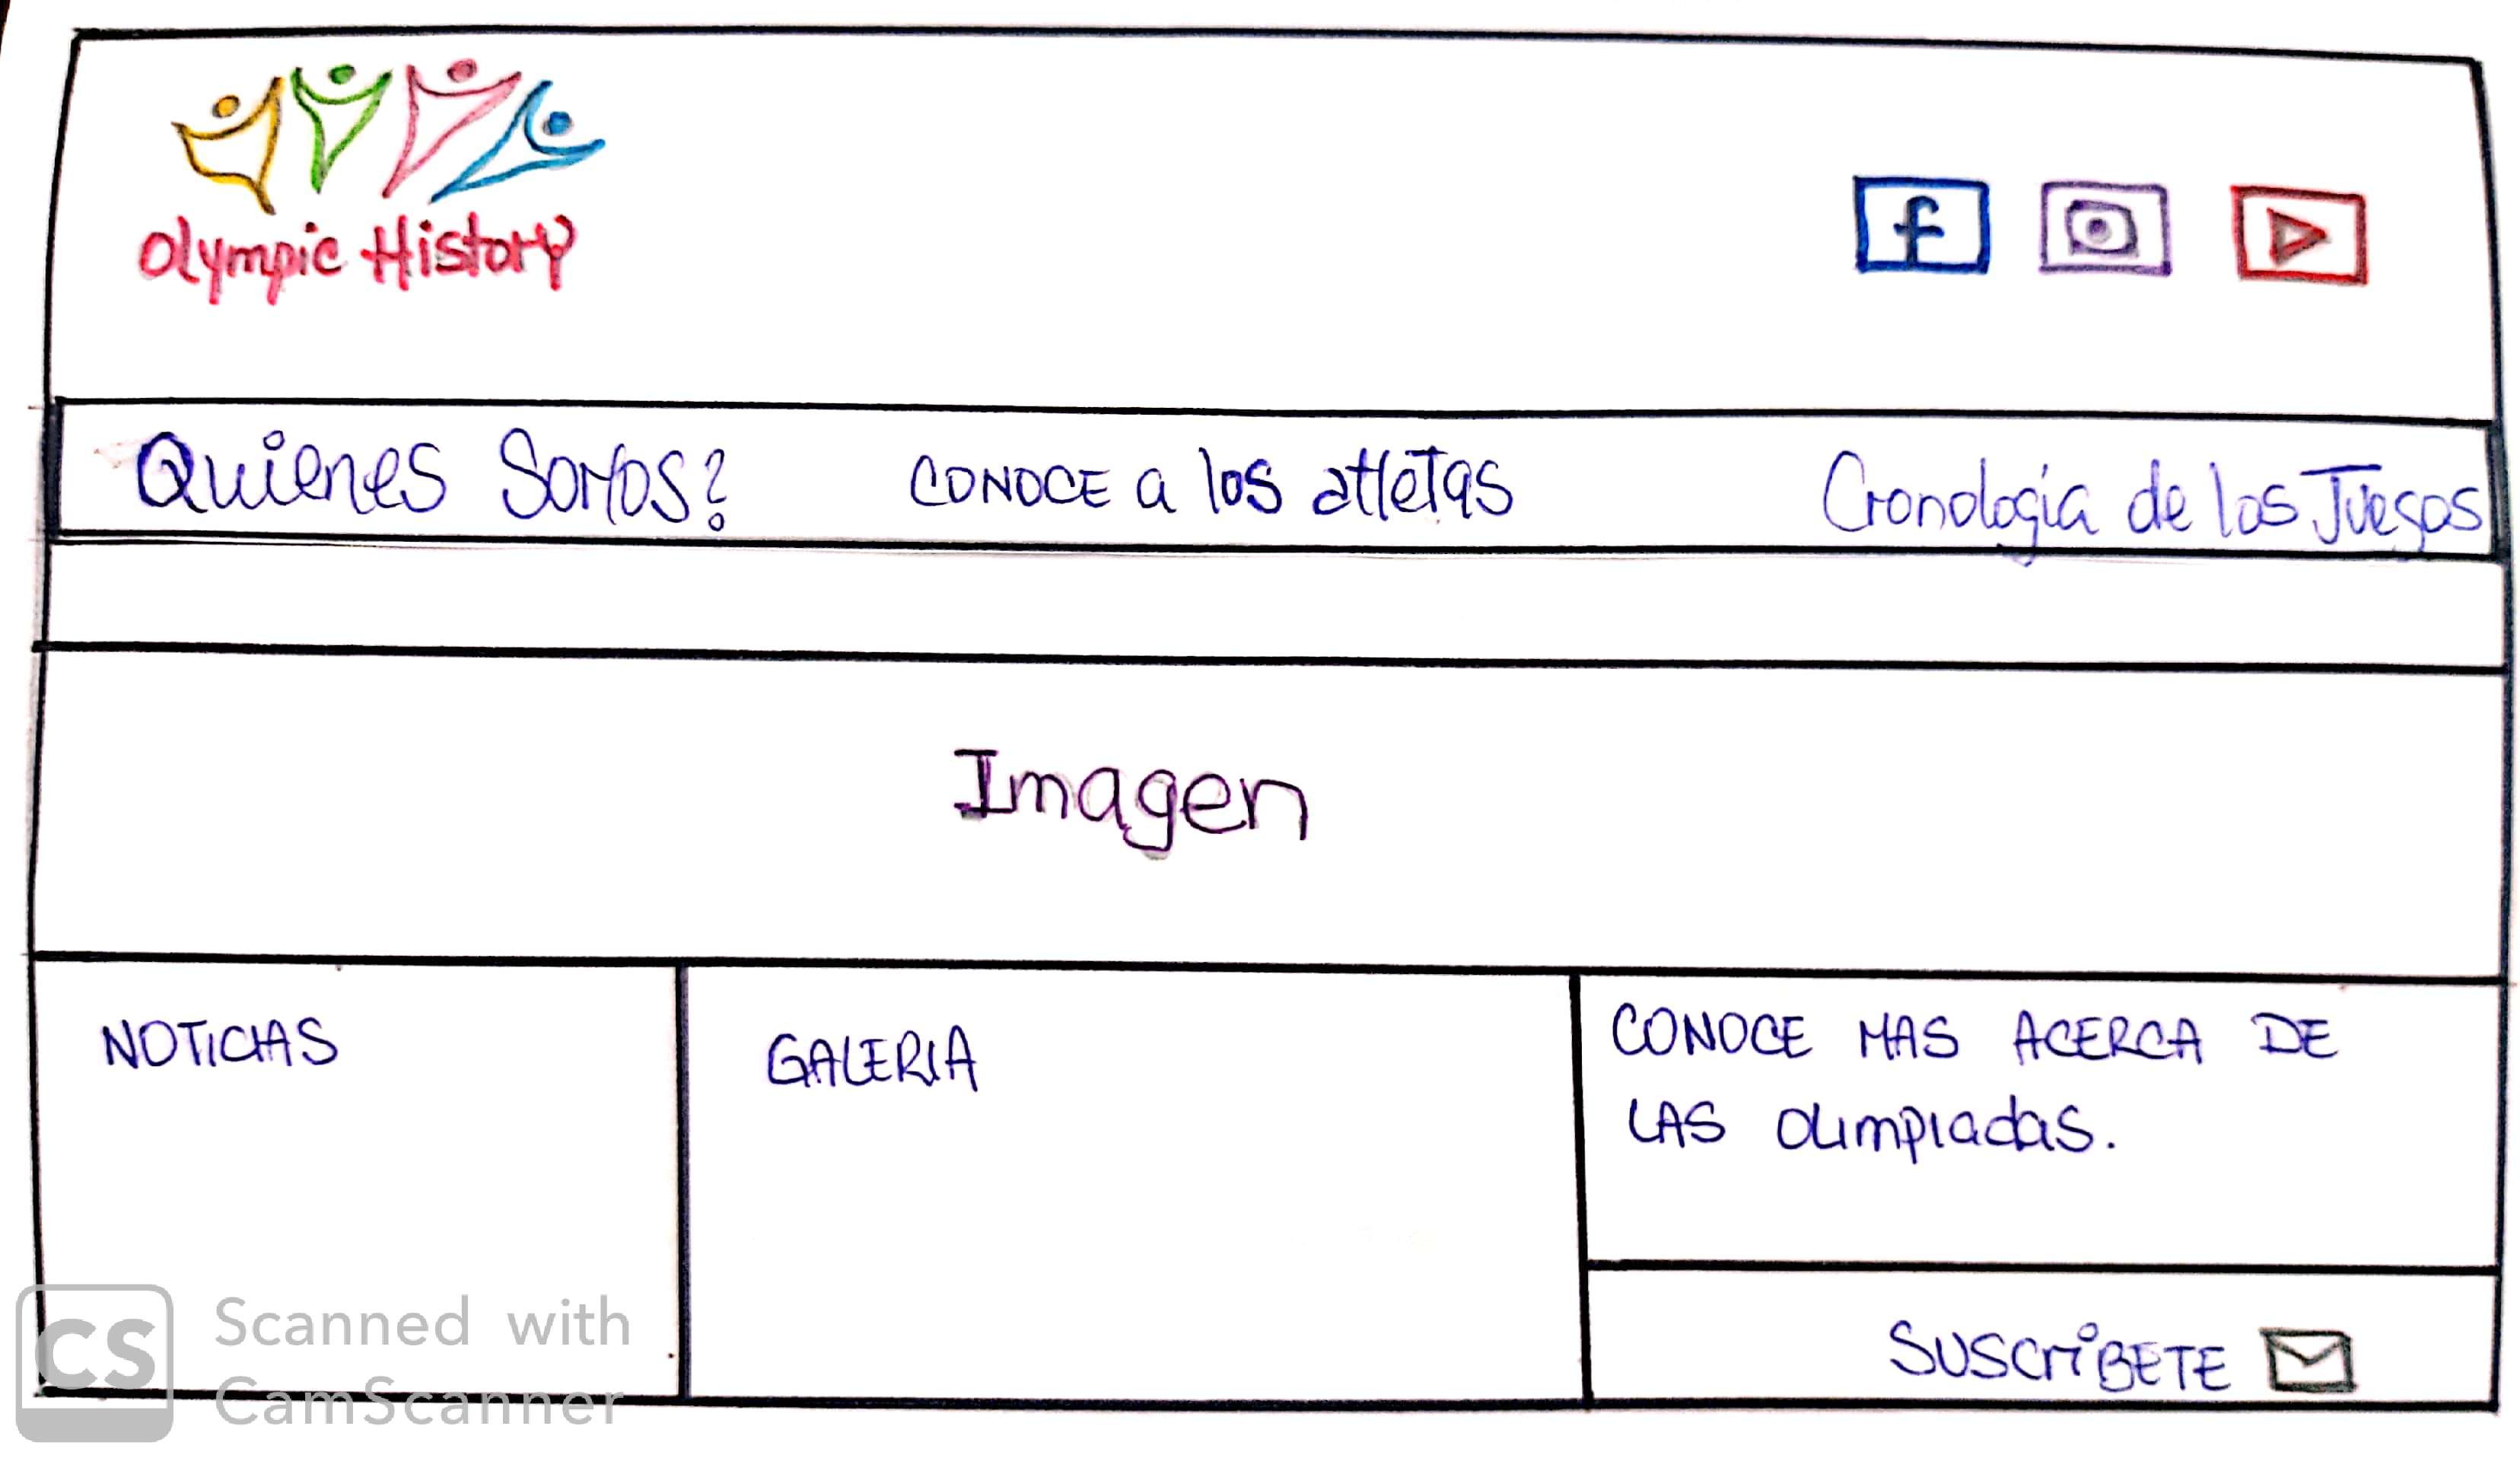 Olympic History
f
Quienes Somos?
CONOCE a los atletas
Cronologia de los Juegos
Imagen
NOTICIAS
GALERIA
CONOCE MAS ACERCA DE
LAS Olimpiadas.
SUSCRIBETE
CS
Scanned with
CamScanner